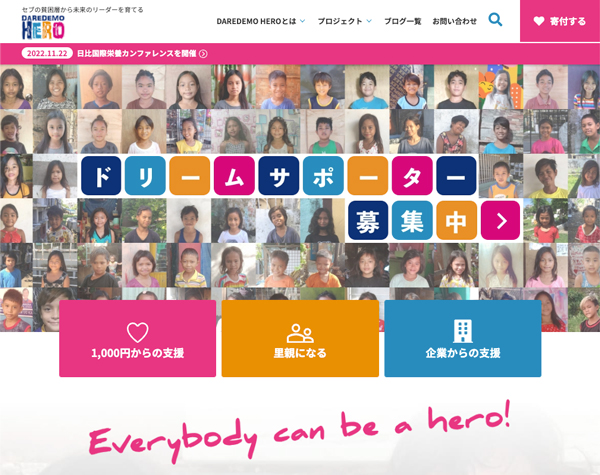 セブの貧困層から未来のリーダーを育てる
DAREDEMO
HERO
DAREDEMO HEROとは プロジェクト ブログ一覧 お問い合わせ 寄付する
2022.11.22 日比国際栄養カンファレンスを開催
ドリームサポーター
募集中
1,000円からの支援 里親になる 企業からの支援
Everybody can be a hero!